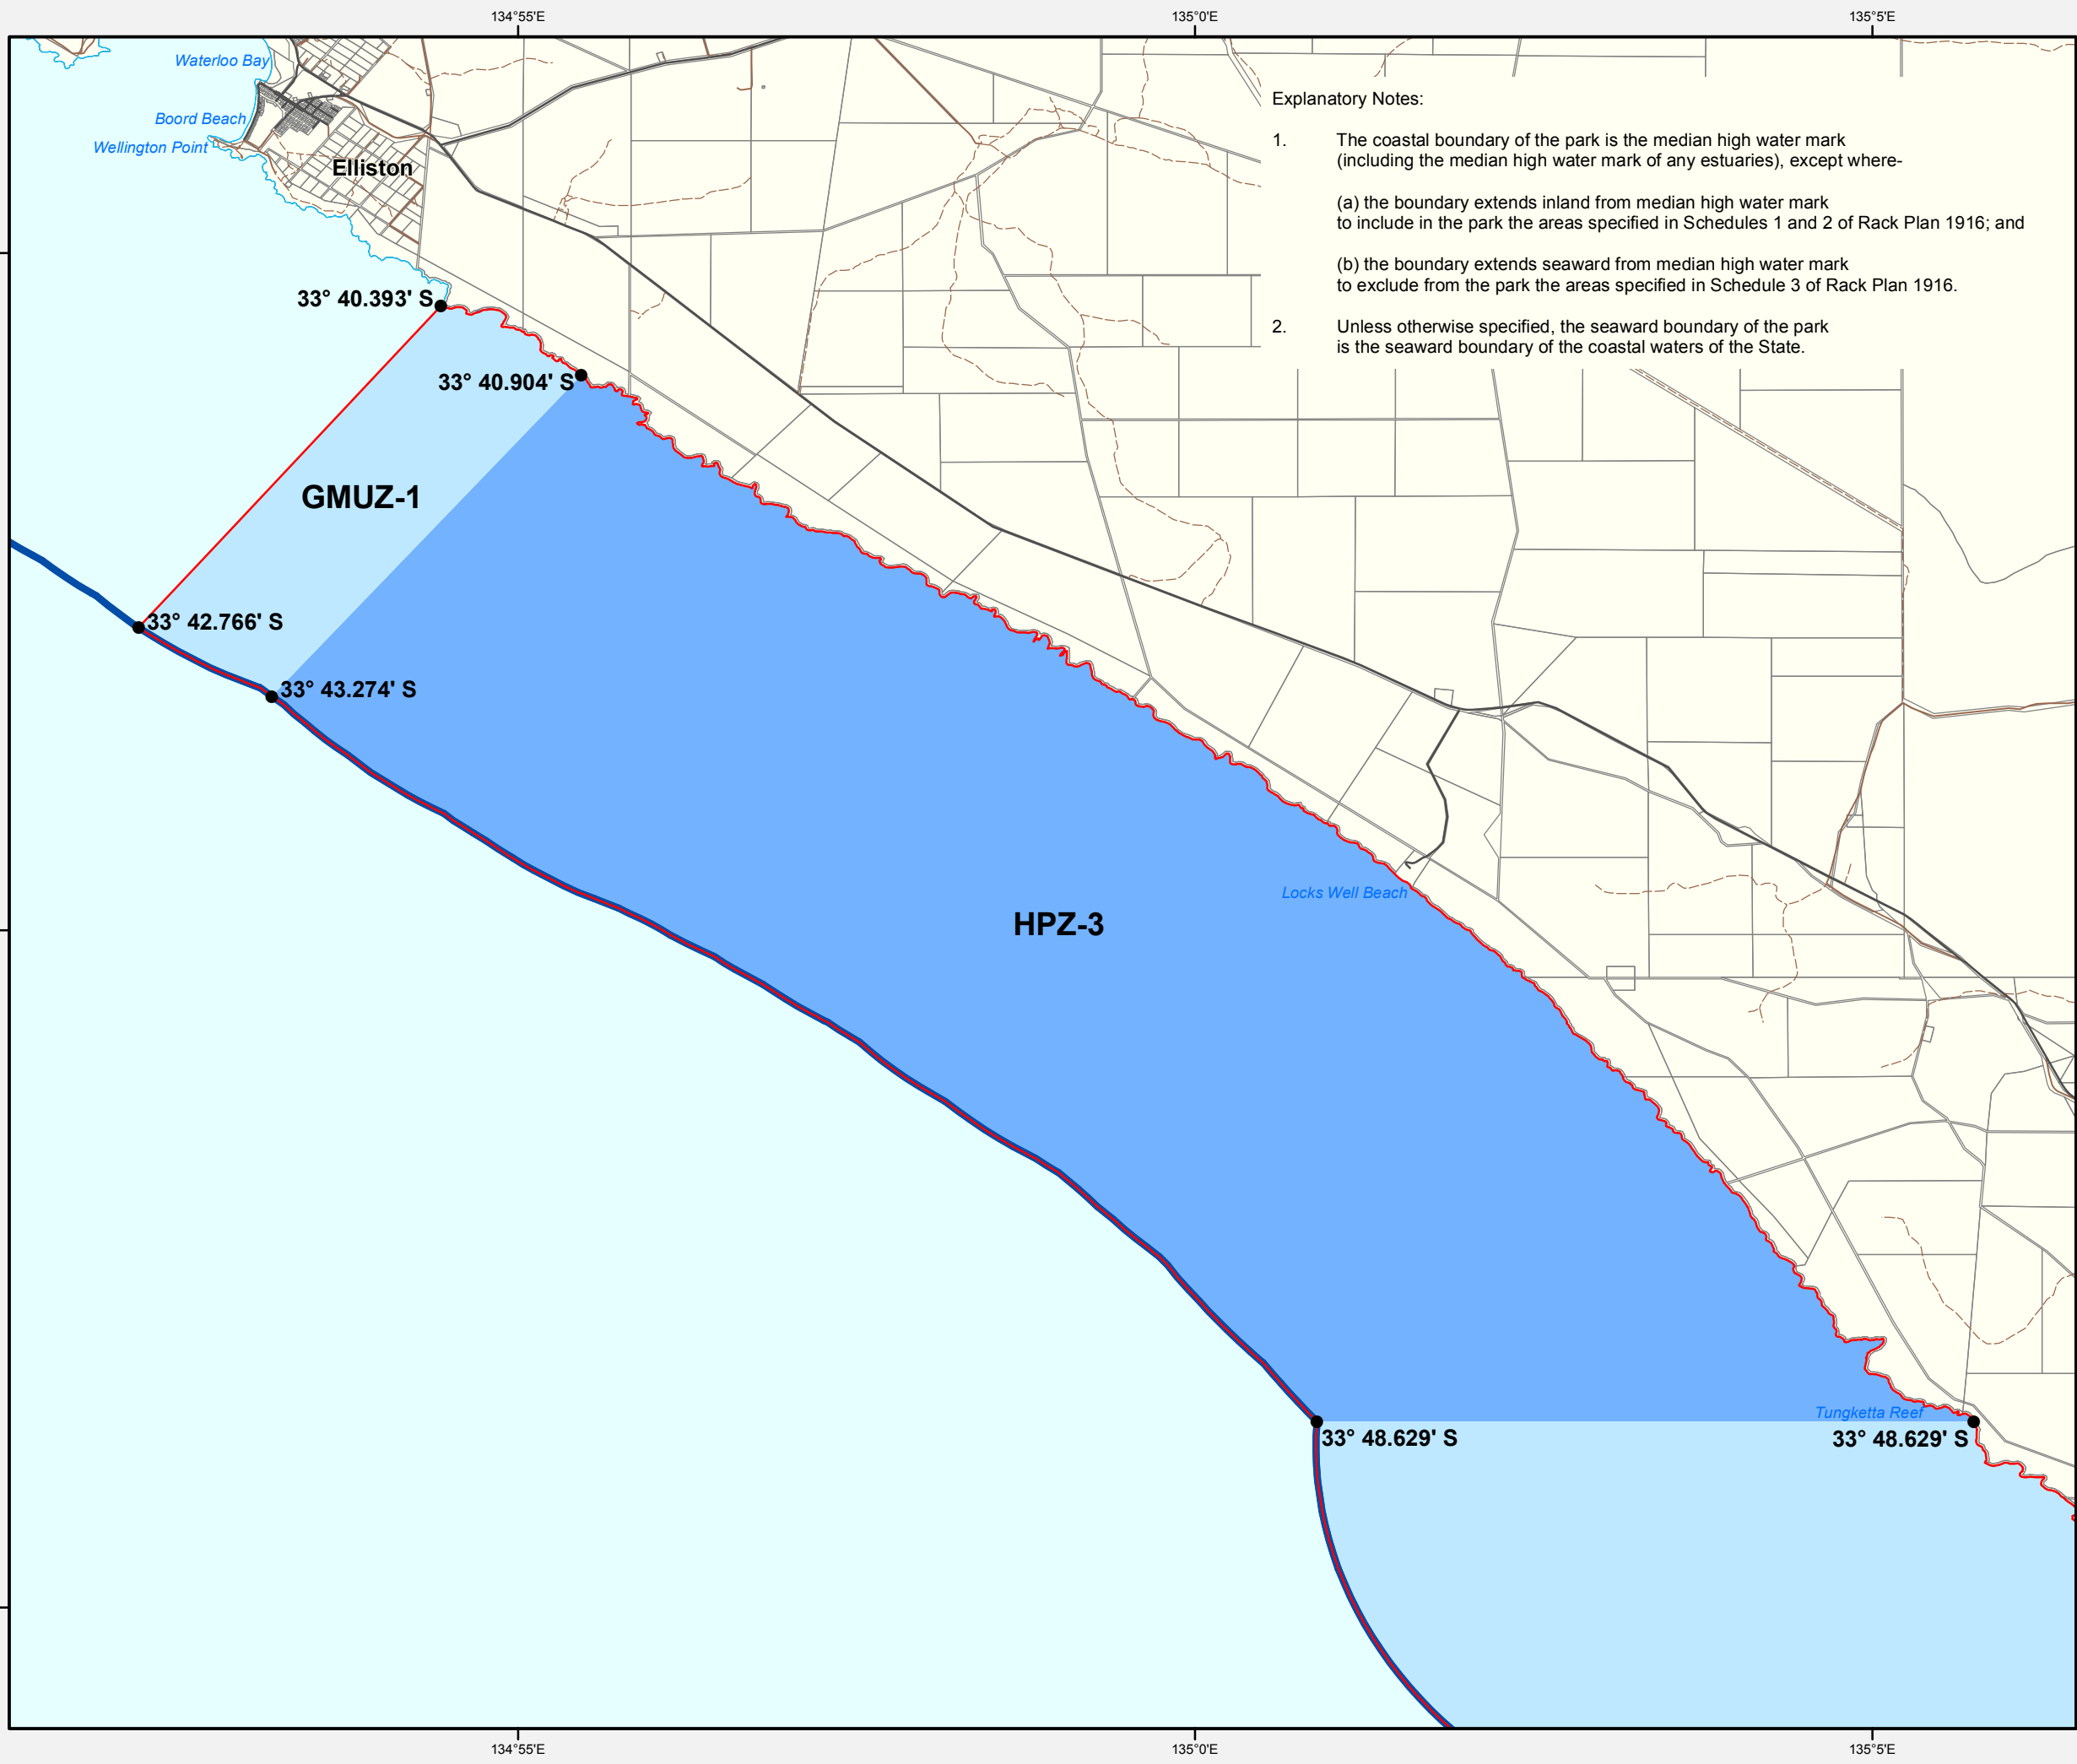 134°55'E
135°0'E
135°5'E
Waterloo Bay
Boord Beach
Wellington Point
Elliston
Explanatory Notes:
1. The coastal boundary of the park is the median high water mark
(including the median high water mark of any estuaries), except where-
(a) the boundary extends inland from median high water mark
to include in the park the areas specified in Schedules 1 and 2 of Rack Plan 1916; and
(b) the boundary extends seaward from median high water mark
to exclude from the park the areas specified in Schedule 3 of Rack Plan 1916.
2. Unless otherwise specified, the seaward boundary of the park
is the seaward boundary of the coastal waters of the State.
33° 40.393' S
33° 40.904' S
GMUZ-1
33° 42.766' S
33° 43.274' S
Locks Well Beach
HPZ-3
Tungketta Reef
33° 48.629' S
33° 48.629' S
134°55'E
135°0'E
135°5'E